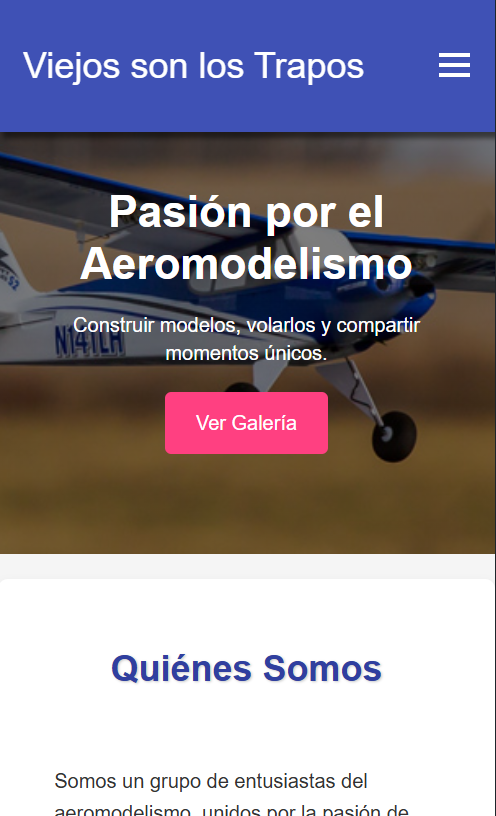 Viejos son los Trapos
Pasión por el
Aeromodelismo
Construir modelos, volarlos y compartir
momentos únicos.
N141LH
Ver Galería
Quiénes Somos
Somos un grupo de entusiastas del
aeromodelismo, unidos por la pasión de